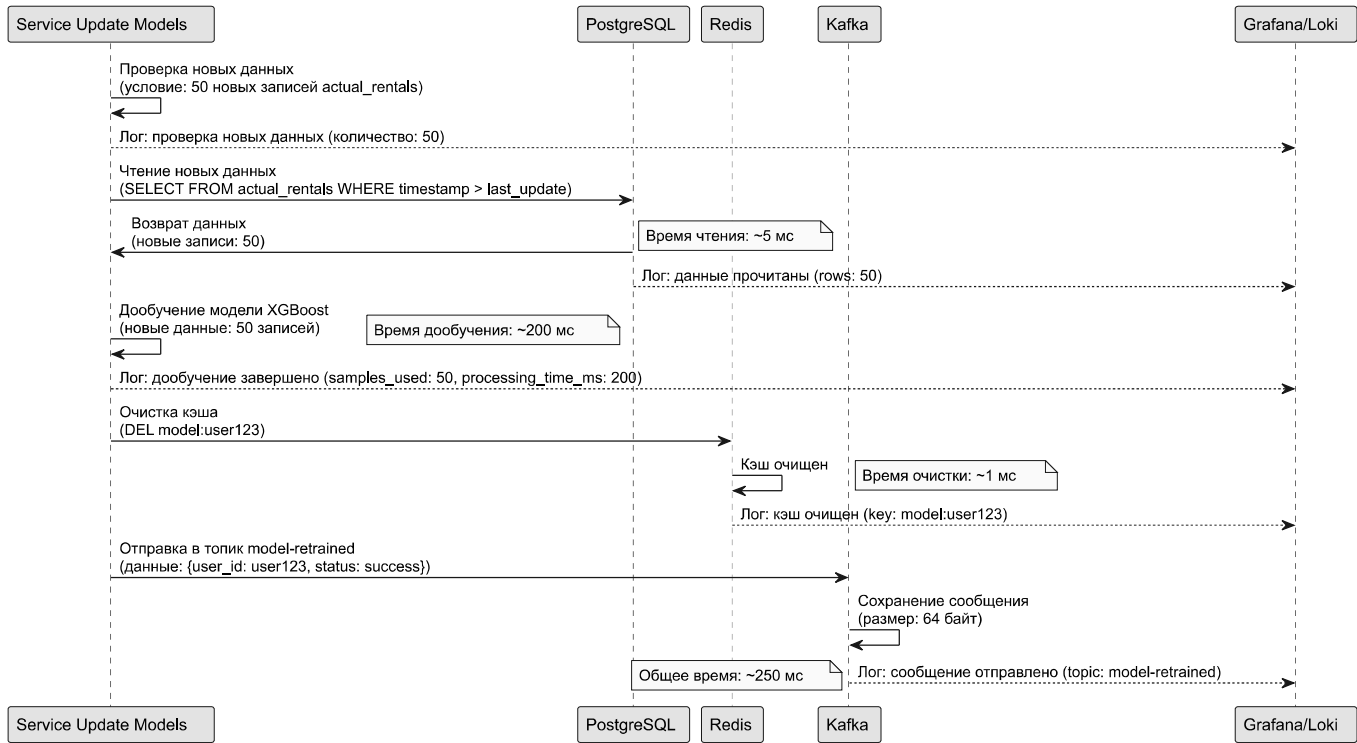 Service Update Models
PostgreSQL
Redis
Kafka
Grafana/Loki
Проверка новых данных
(условие: 50 новых записей actual_rentals)
Лог: проверка новых данных (количество: 50)
Чтение новых данных
(SELECT FROM actual_rentals WHERE timestamp > last_update)
Возврат данных
(новые записи: 50)
Время чтения: ~5 мс
Лог: данные прочитаны (rows: 50)
Дообучение модели XGBoost
(новые данные: 50 записей)
Время дообучения: ~200 мс
Лог: дообучение завершено (samples_used: 50, processing_time_ms: 200)
Очистка кэша
(DEL model:user123)
Кэш очищен
Время очистки: ~1 мс
Лог: кэш очищен (key: model:user123)
Отправка в топик model-retrained
(данные: {user_id: user123, status: success})
Сохранение сообщения
(размер: 64 байт)
Общее время: ~250 мс
Лог: сообщение отправлено (topic: model-retrained)
Service Update Models
PostgreSQL
Redis
Kafka
Grafana/Loki